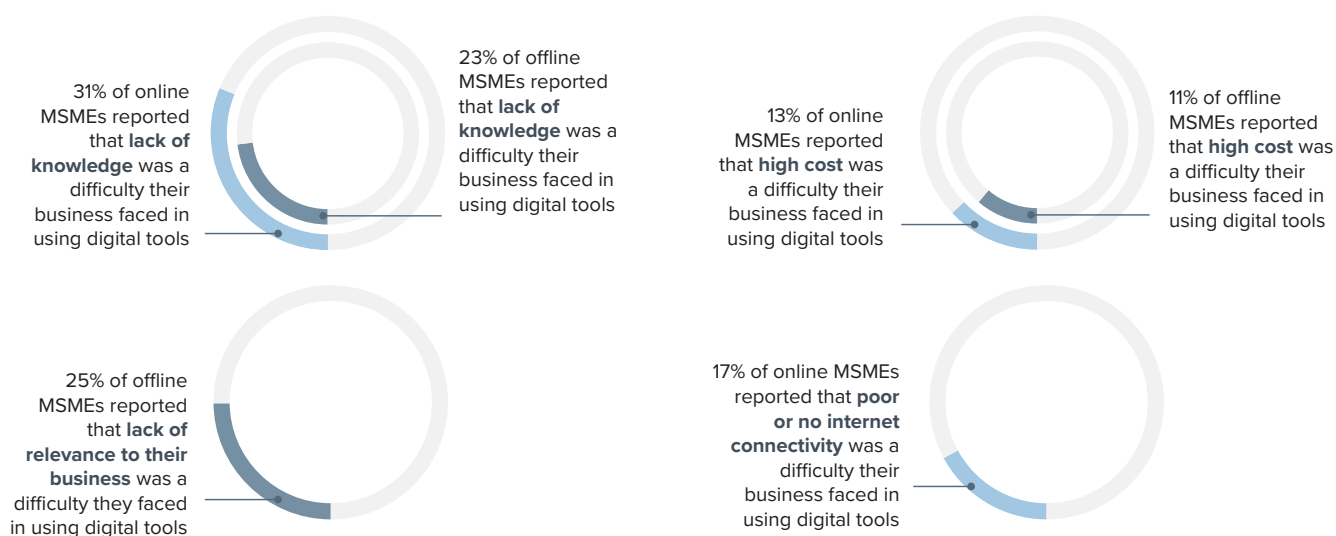 31% of online
MSMEs reported
that lack of
knowledge was a
difficulty their
business faced in
using digital tools
23% of offline
MSMEs reported
that lack of
knowledge was a
difficulty their
business faced in
using digital tools
13% of online
MSMEs reported
that high cost was
a difficulty their
business faced in
using digital tools
11% of offline
MSMEs reported
that high cost was
a difficulty their
business faced in
using digital tools
25% of offline
MSMEs reported
that lack of
relevance to their
business was a
difficulty they faced
in using digital tools
17% of online MSMEs
reported that poor
or no internet
connectivity was a
difficulty their
business faced in
using digital tools